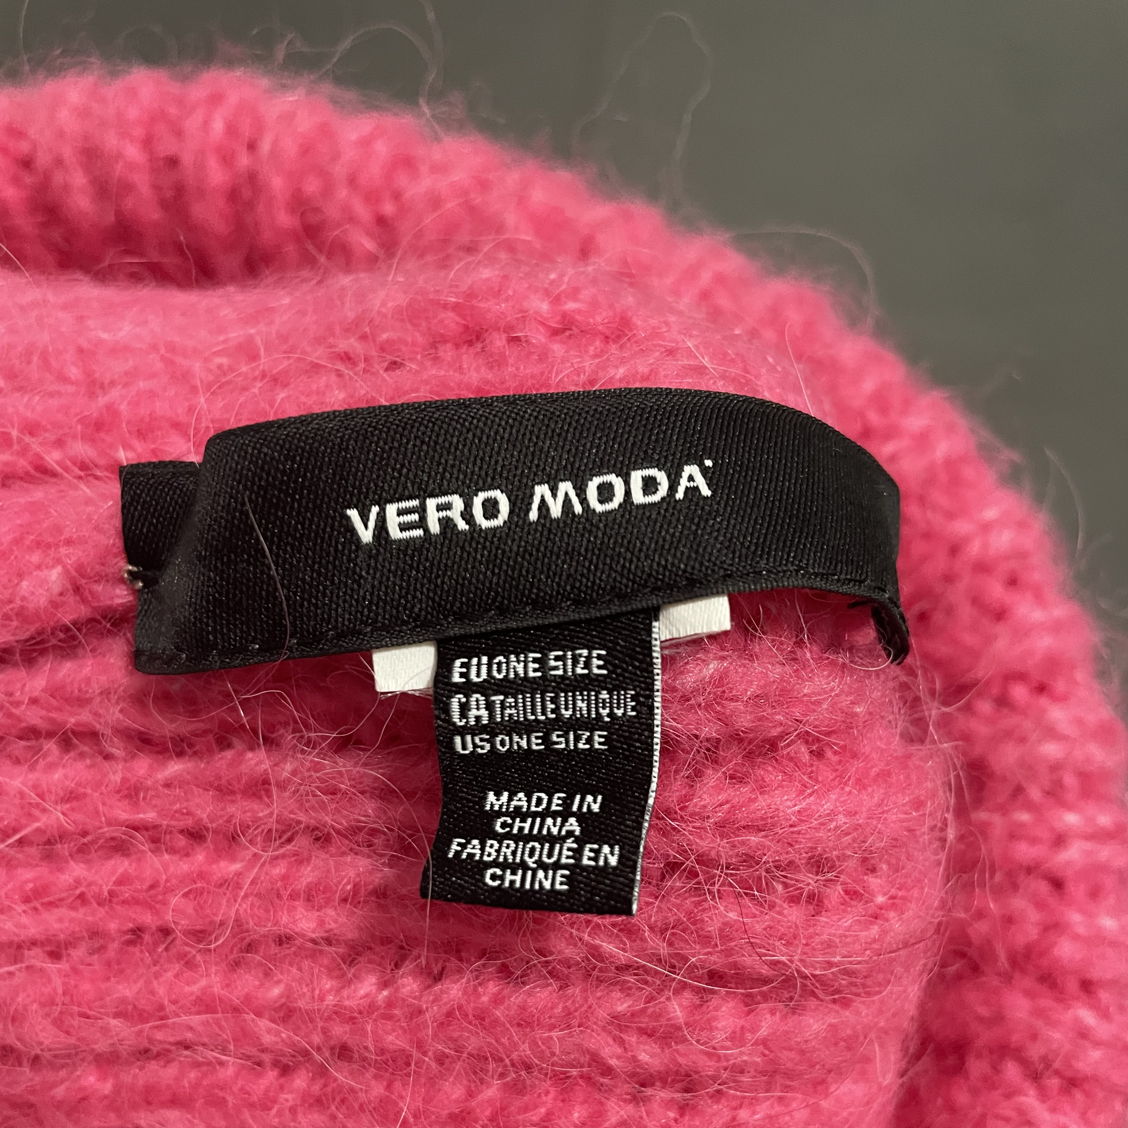 VERO MODA
EU ONE SIZE
CA TAILLE UNIQUE
US ONE SIZE
MADE IN
CHINA
FABRIQUÉ EN
CHINE